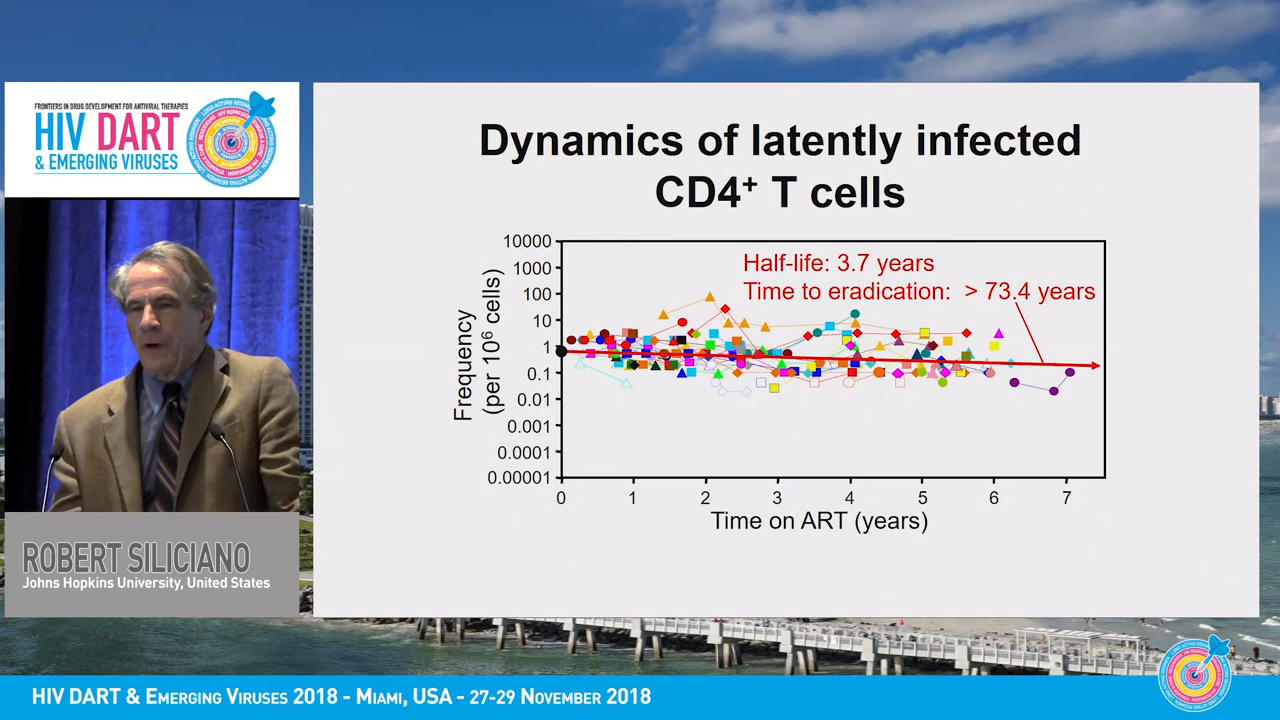 FRONTIERS IN DRUG DEVELOPMENT FOR ANTIVIRAL THERAPIES
HIV DART
& EMERGING VIRUSES
Dynamics of latently infected
CD4⁺ T cells
Half-life: 3.7 years
Time to eradication: > 73.4 years
Frequency
(per 10⁶ cells)
10000
1000
100
10
1
0.1
0.01
0.001
0.0001
0.00001
0 1 2 3 4 5 6 7
Time on ART (years)
ROBERT SILICIANO
Johns Hopkins University, United States
HIV DART & EMERGING VIRUSES 2018 - MIAMI, USA - 27-29 NOVEMBER 2018